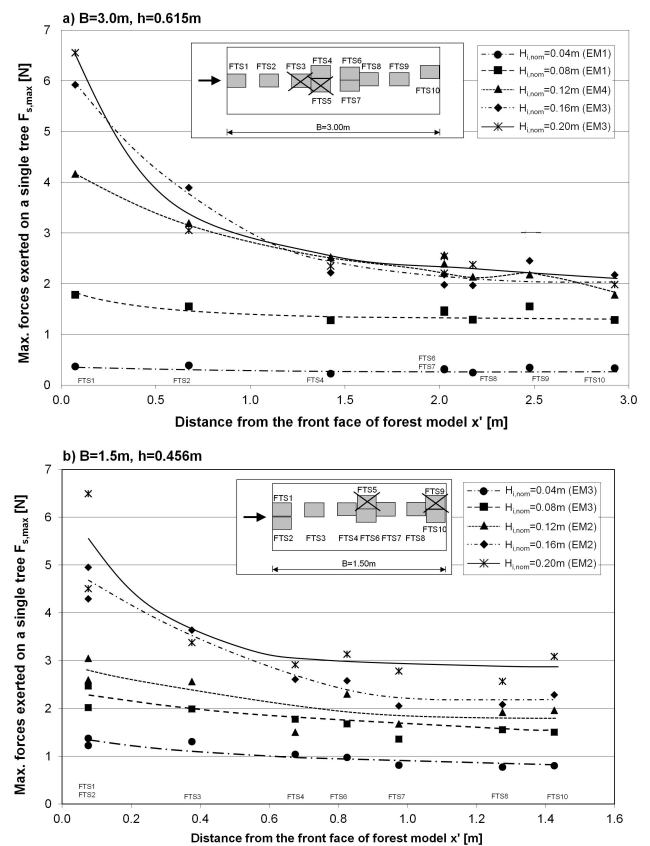 a) B=3.0m, h=0.615m
Max. forces exerted on a single tree Fs,max [N]
7
6
5
4
3
2
1
0
FTS1 FTS2 FTS3 FTS4 FTS6 FTS8 FTS9
FTS5 FTS7 FTS10
B=3.00m
Hi,nom=0.04m (EM1)
Hi,nom=0.08m (EM1)
Hi,nom=0.12m (EM4)
Hi,nom=0.16m (EM3)
Hi,nom=0.20m (EM3)
FTS6
FTS1 FTS2 FTS4 FTS7 FTS8 FTS9 FTS10
0.0 0.5 1.0 1.5 2.0 2.5 3.0
Distance from the front face of forest model x' [m]
b) B=1.5m, h=0.456m
Max. forces exerted on a single tree Fs,max [N]
7
6
5
4
3
2
1
0
FTS1 FTS5 FTS9
FTS2 FTS3 FTS4 FTS6 FTS7 FTS8 FTS10
B=1.50m
Hi,nom=0.04m (EM3)
Hi,nom=0.08m (EM3)
Hi,nom=0.12m (EM2)
Hi,nom=0.16m (EM2)
Hi,nom=0.20m (EM2)
FTS1
FTS2 FTS3 FTS4 FTS6 FTS7 FTS8 FTS10
0.0 0.2 0.4 0.6 0.8 1.0 1.2 1.4 1.6
Distance from the front face of forest model x' [m]